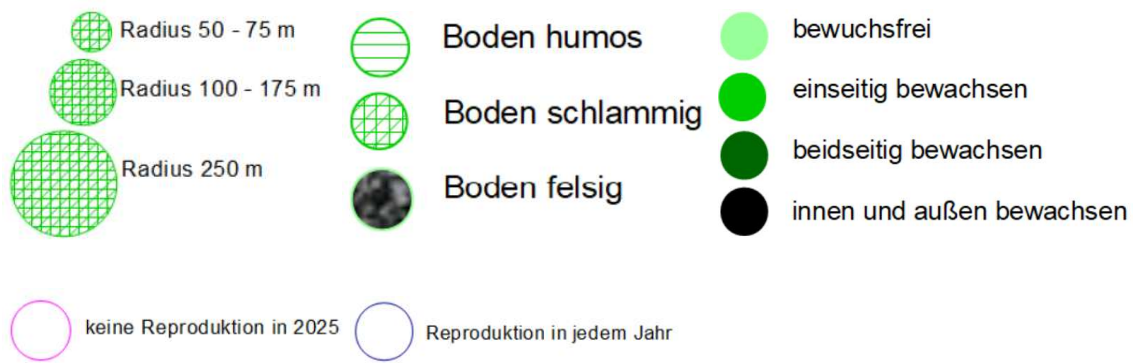 Radius 50 - 75 m
Radius 100 - 175 m
Radius 250 m
Boden humos
Boden schlammig
Boden felsig
bewuchsfrei
einseitig bewachsen
beidseitig bewachsen
innen und außen bewachsen
keine Reproduktion in 2025
Reproduktion in jedem Jahr